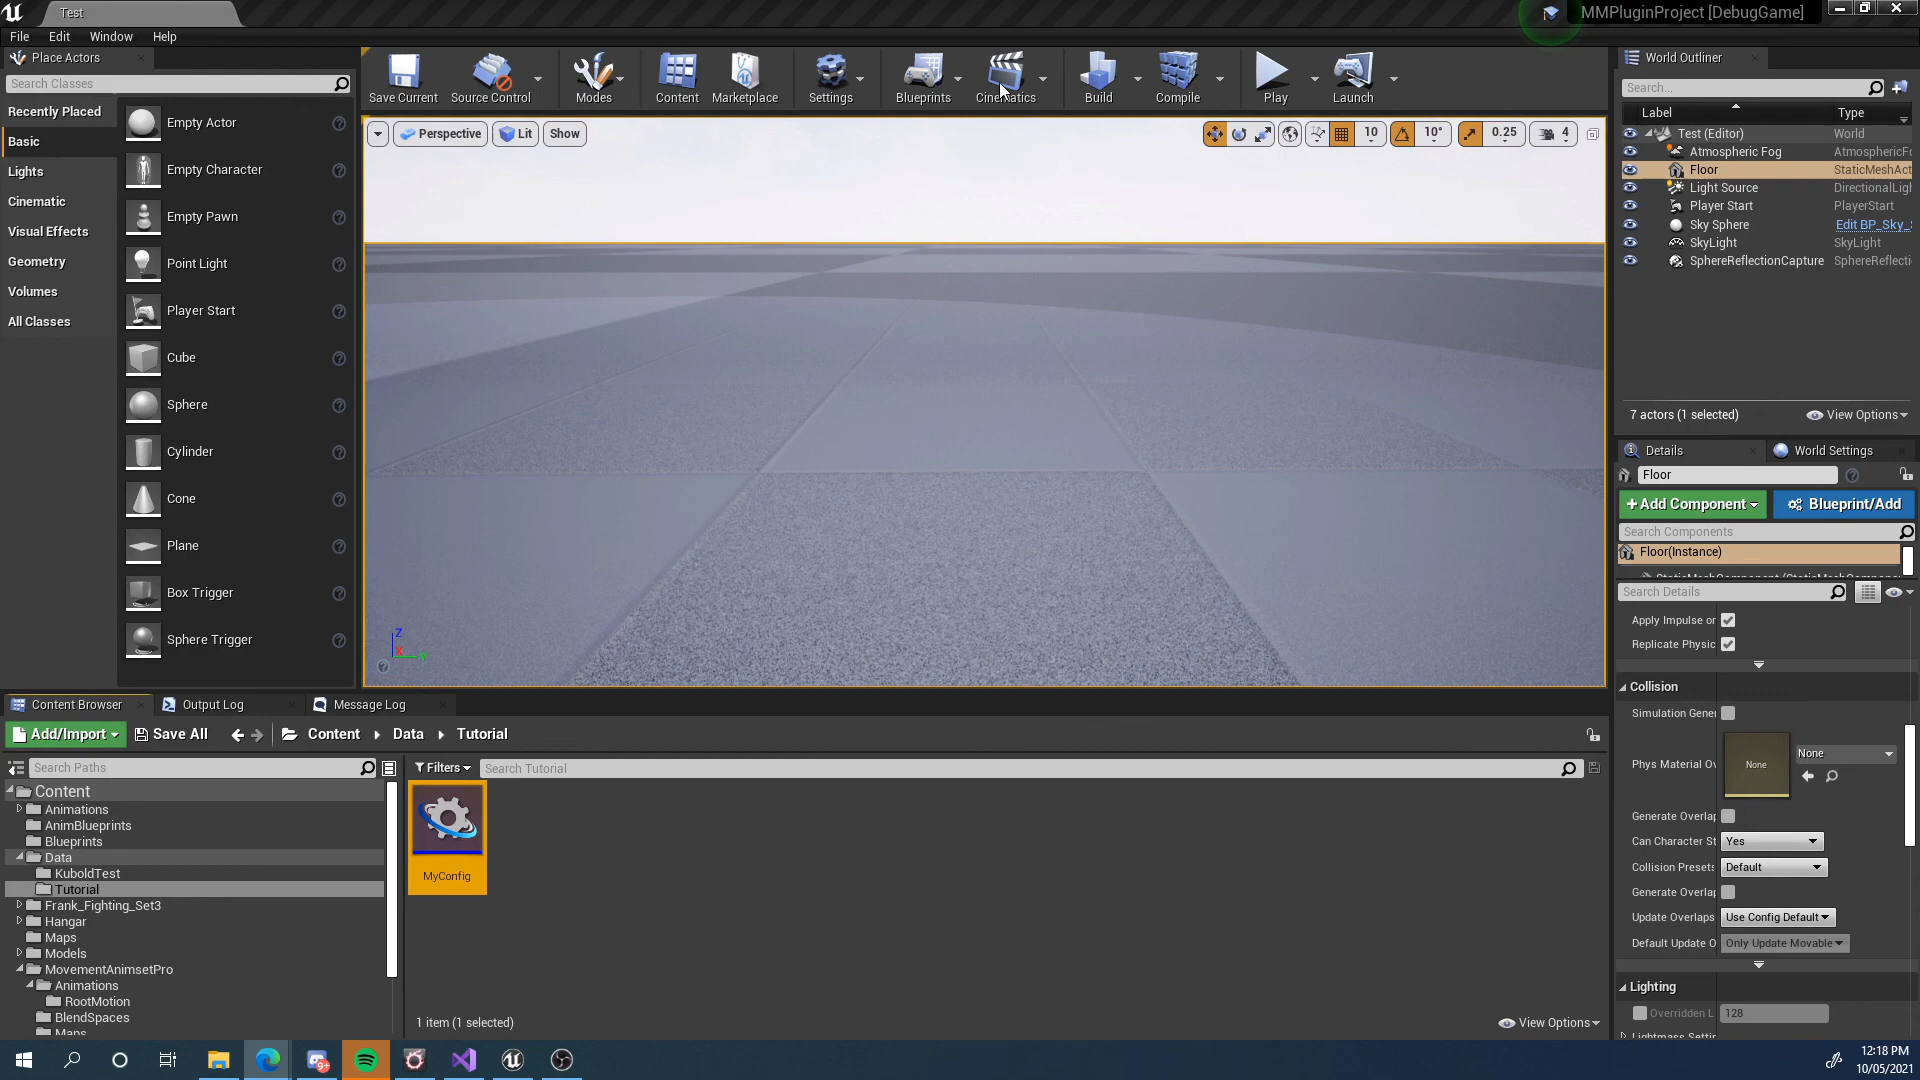 Test
MMPluginProject [DebugGame]
File Edit Window Help
Place Actors
Search Classes
Recently Placed
Basic
Lights
Cinematic
Visual Effects
Geometry
Volumes
All Classes
Empty Actor
Empty Character
Empty Pawn
Point Light
Player Start
Cube
Sphere
Cylinder
Cone
Plane
Box Trigger
Sphere Trigger
Save Current
Source Control
Modes
Content
Marketplace
Settings
Blueprints
Cinematics
Build
Compile
Play
Launch
Perspective
Lit
Show
10
10°
0.25
4
Z
X
Y
World Outliner
Search...
Label Type
Test (Editor) World
Atmospheric Fog AtmosphericFo
Floor StaticMeshAct
Light Source DirectionalLigh
Player Start PlayerStart
Sky Sphere Edit BP_Sky_S
SkyLight SkyLight
SphereReflectionCapture SphereReflecti
7 actors (1 selected)
View Options
Details
World Settings
Floor
+Add Component
Blueprint/Add
Search Components
Floor(Instance)
Search Details
Apply Impulse or
Replicate Physic
Collision
Simulation Gener
Phys Material Ov
None
None
Generate Overlap
Can Character St Yes
Collision Presets Default
Generate Overlap
Update Overlaps Use Config Default
Default Update O Only Update Movable
Lighting
Overridden L 128
Lightmass Settin
Content Browser
Output Log
Message Log
Add/Import
Save All
Content
Data
Tutorial
Search Paths
Filters
Search Tutorial
Content
Animations
AnimBlueprints
Blueprints
Data
KuboldTest
Tutorial
Frank_Fighting_Set3
Hangar
Maps
Models
MovementAnimsetPro
Animations
RootMotion
BlendSpaces
Maps
MyConfig
1 item (1 selected)
View Options
9+
12:18 PM
10/05/2021